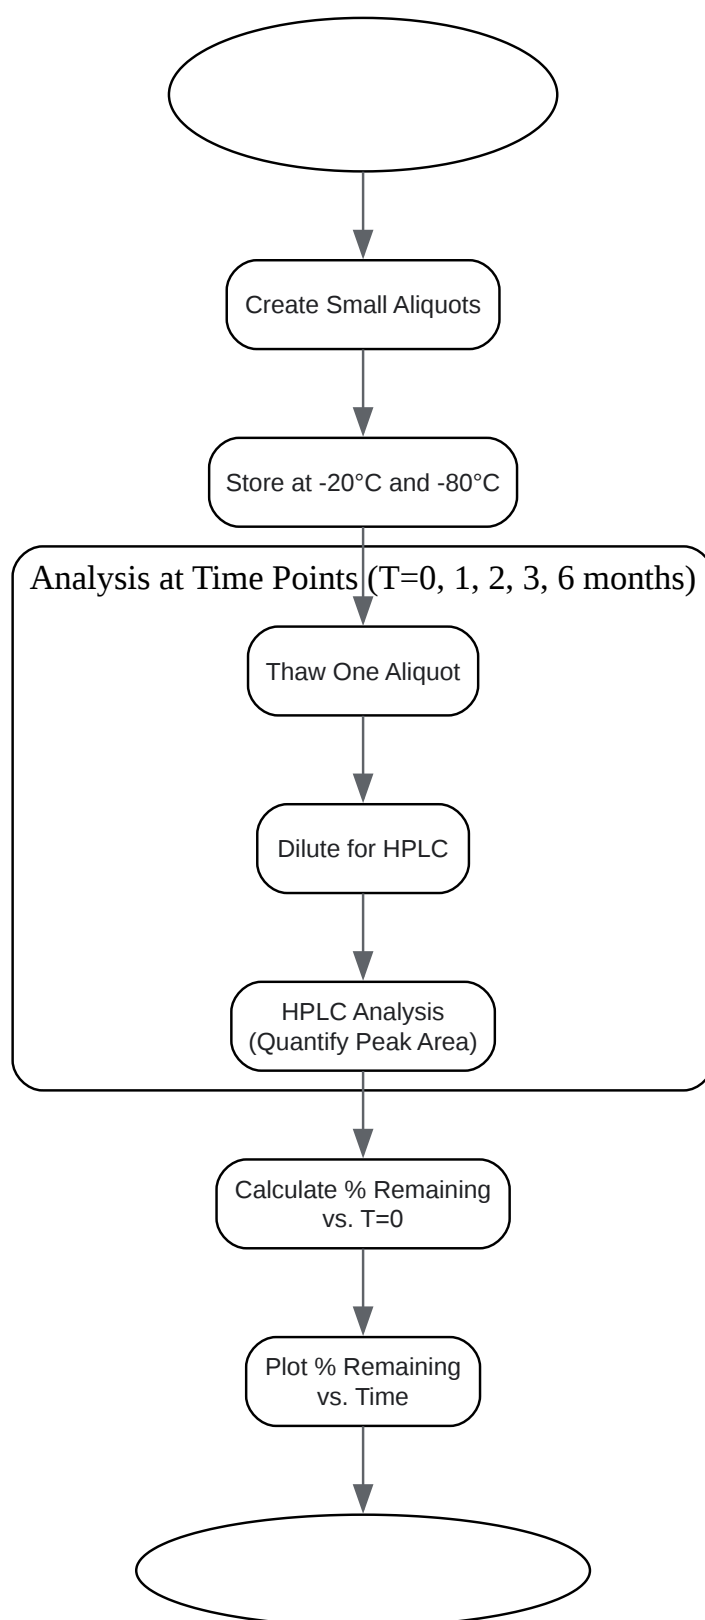 Create Small Aliquots
Store at -20°C and -80°C
Analysis at Time Points (T=0, 1, 2, 3, 6 months)
Thaw One Aliquot
Dilute for HPLC
HPLC Analysis
(Quantify Peak Area)
Calculate % Remaining
vs. T=0
Plot % Remaining
vs. Time